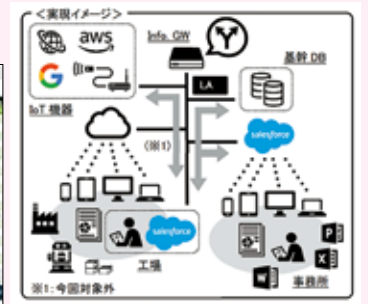 <実現イメージ>
aws
Info. GW
基幹 DB
LA
G
IoT 機器
salesforce
(※1)
salesforce
工場
P
X
W
事務所
※1:今回対象外